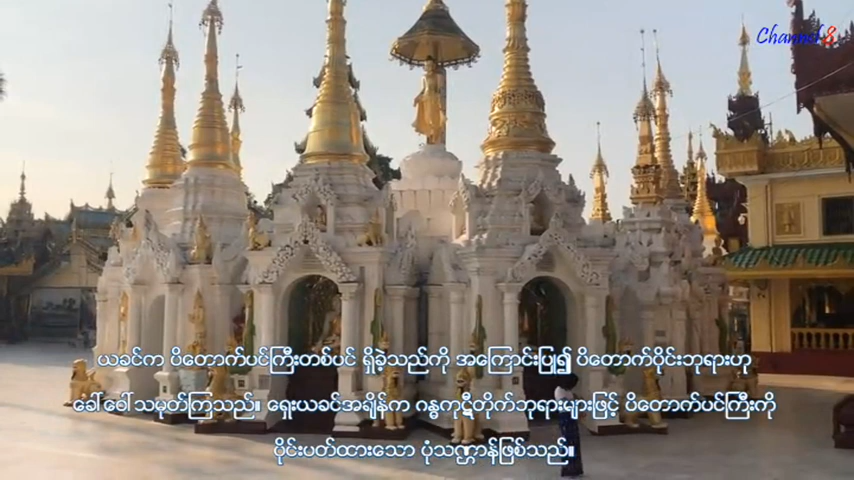 Channel 8
ယခင်က ပိတောက်ပင်ကြီးတစ်ပင် ရှိခဲ့သည်ကို အကြောင်းပြု၍ ပိတောက်ဝိုင်းဘုရားဟု
ခေါ်ဝေါ်သမုတ်ကြသည်။ ရှေးယခင်အချိန်က ဂန္ဓကုဋီတိုက်ဘုရားများဖြင့် ပိတောက်ပင်ကြီးကို
ဝိုင်းပတ်ထားသော ပုံသဏ္ဌာန်ဖြစ်သည်။